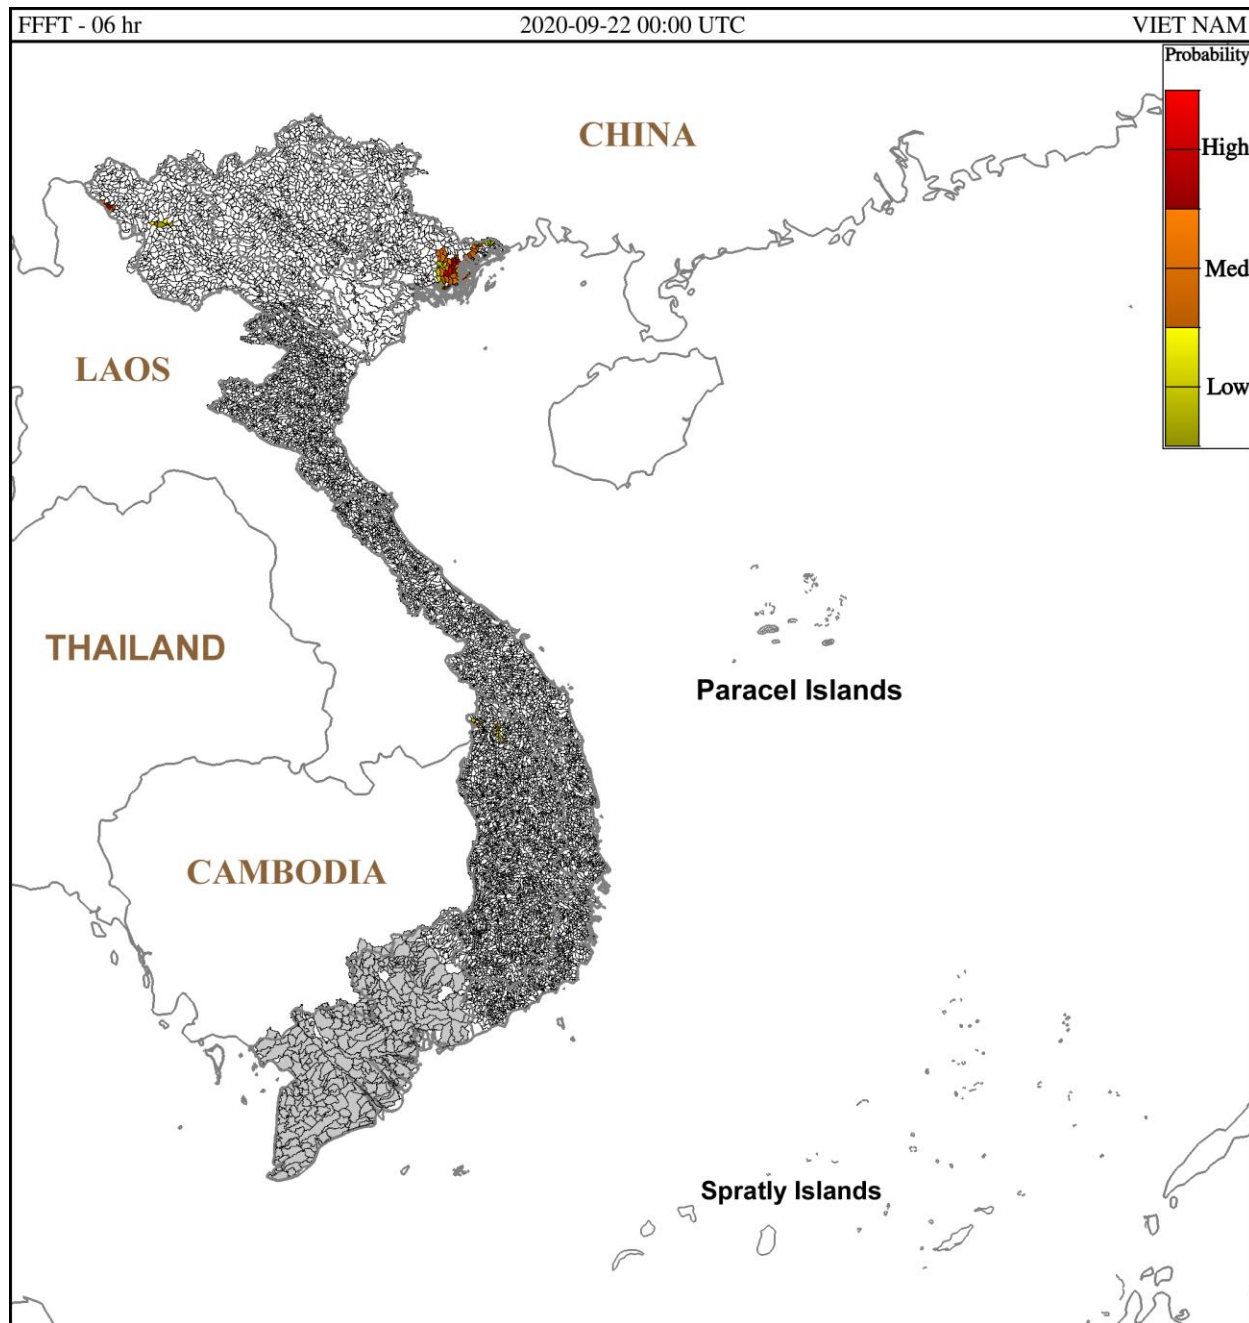 FFFT - 06 hr 2020-09-22 00:00 UTC VIET NAM
Probability
CHINA
High
Med
LAOS
Low
THAILAND
Paracel Islands
CAMBODIA
Spratly Islands